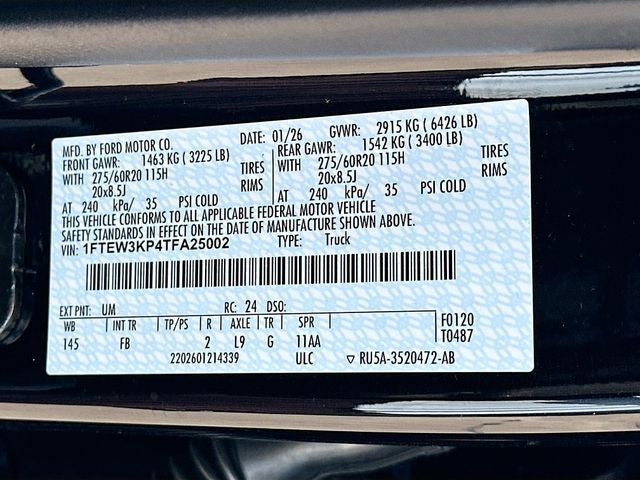 MFD. BY FORD MOTOR CO. DATE: 01/26 GVWR: 2915 KG ( 6426 LB)
FRONT GAWR: 1463 KG ( 3225 LB) REAR GAWR: 1542 KG ( 3400 LB)
WITH 275/60R20 115H TIRES WITH 275/60R20 115H TIRES
20x8.5J RIMS 20x8.5J RIMS
AT 240 kPa/ 35 PSI COLD AT 240 kPa/ 35 PSI COLD
THIS VEHICLE CONFORMS TO ALL APPLICABLE FEDERAL MOTOR VEHICLE
SAFETY STANDARDS IN EFFECT ON THE DATE OF MANUFACTURE SHOWN ABOVE.
VIN: 1FTEW3KP4TFA25002 TYPE: Truck
EXT PNT: UM RC: 24 DSO:
WB INT TR TP/PS R AXLE TR SPR F0120
145 FB 2 L9 G 11AA T0487
2202601214339 ULC ▽ RU5A-3520472-AB